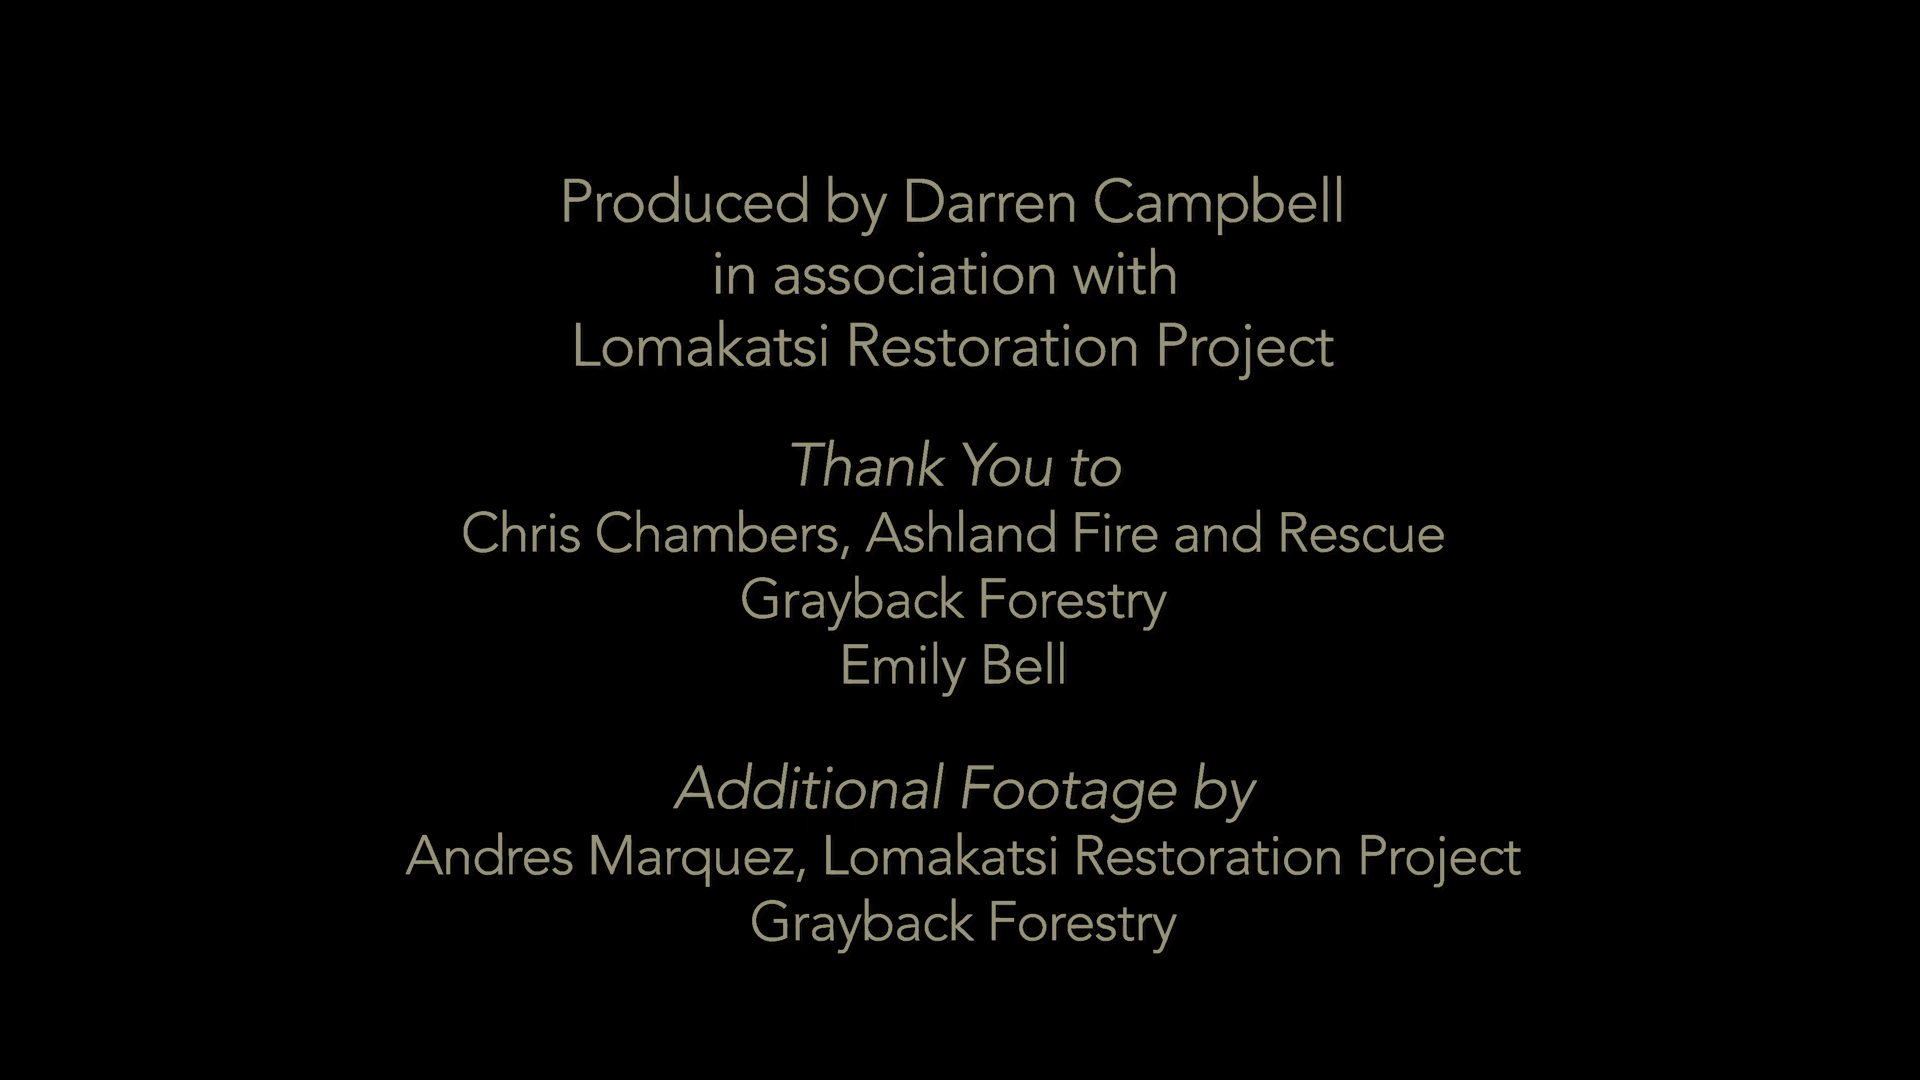 Produced by Darren Campbell
in association with
Lomakatsi Restoration Project
Thank You to
Chris Chambers, Ashland Fire and Rescue
Grayback Forestry
Emily Bell
Additional Footage by
Andres Marquez, Lomakatsi Restoration Project
Grayback Forestry